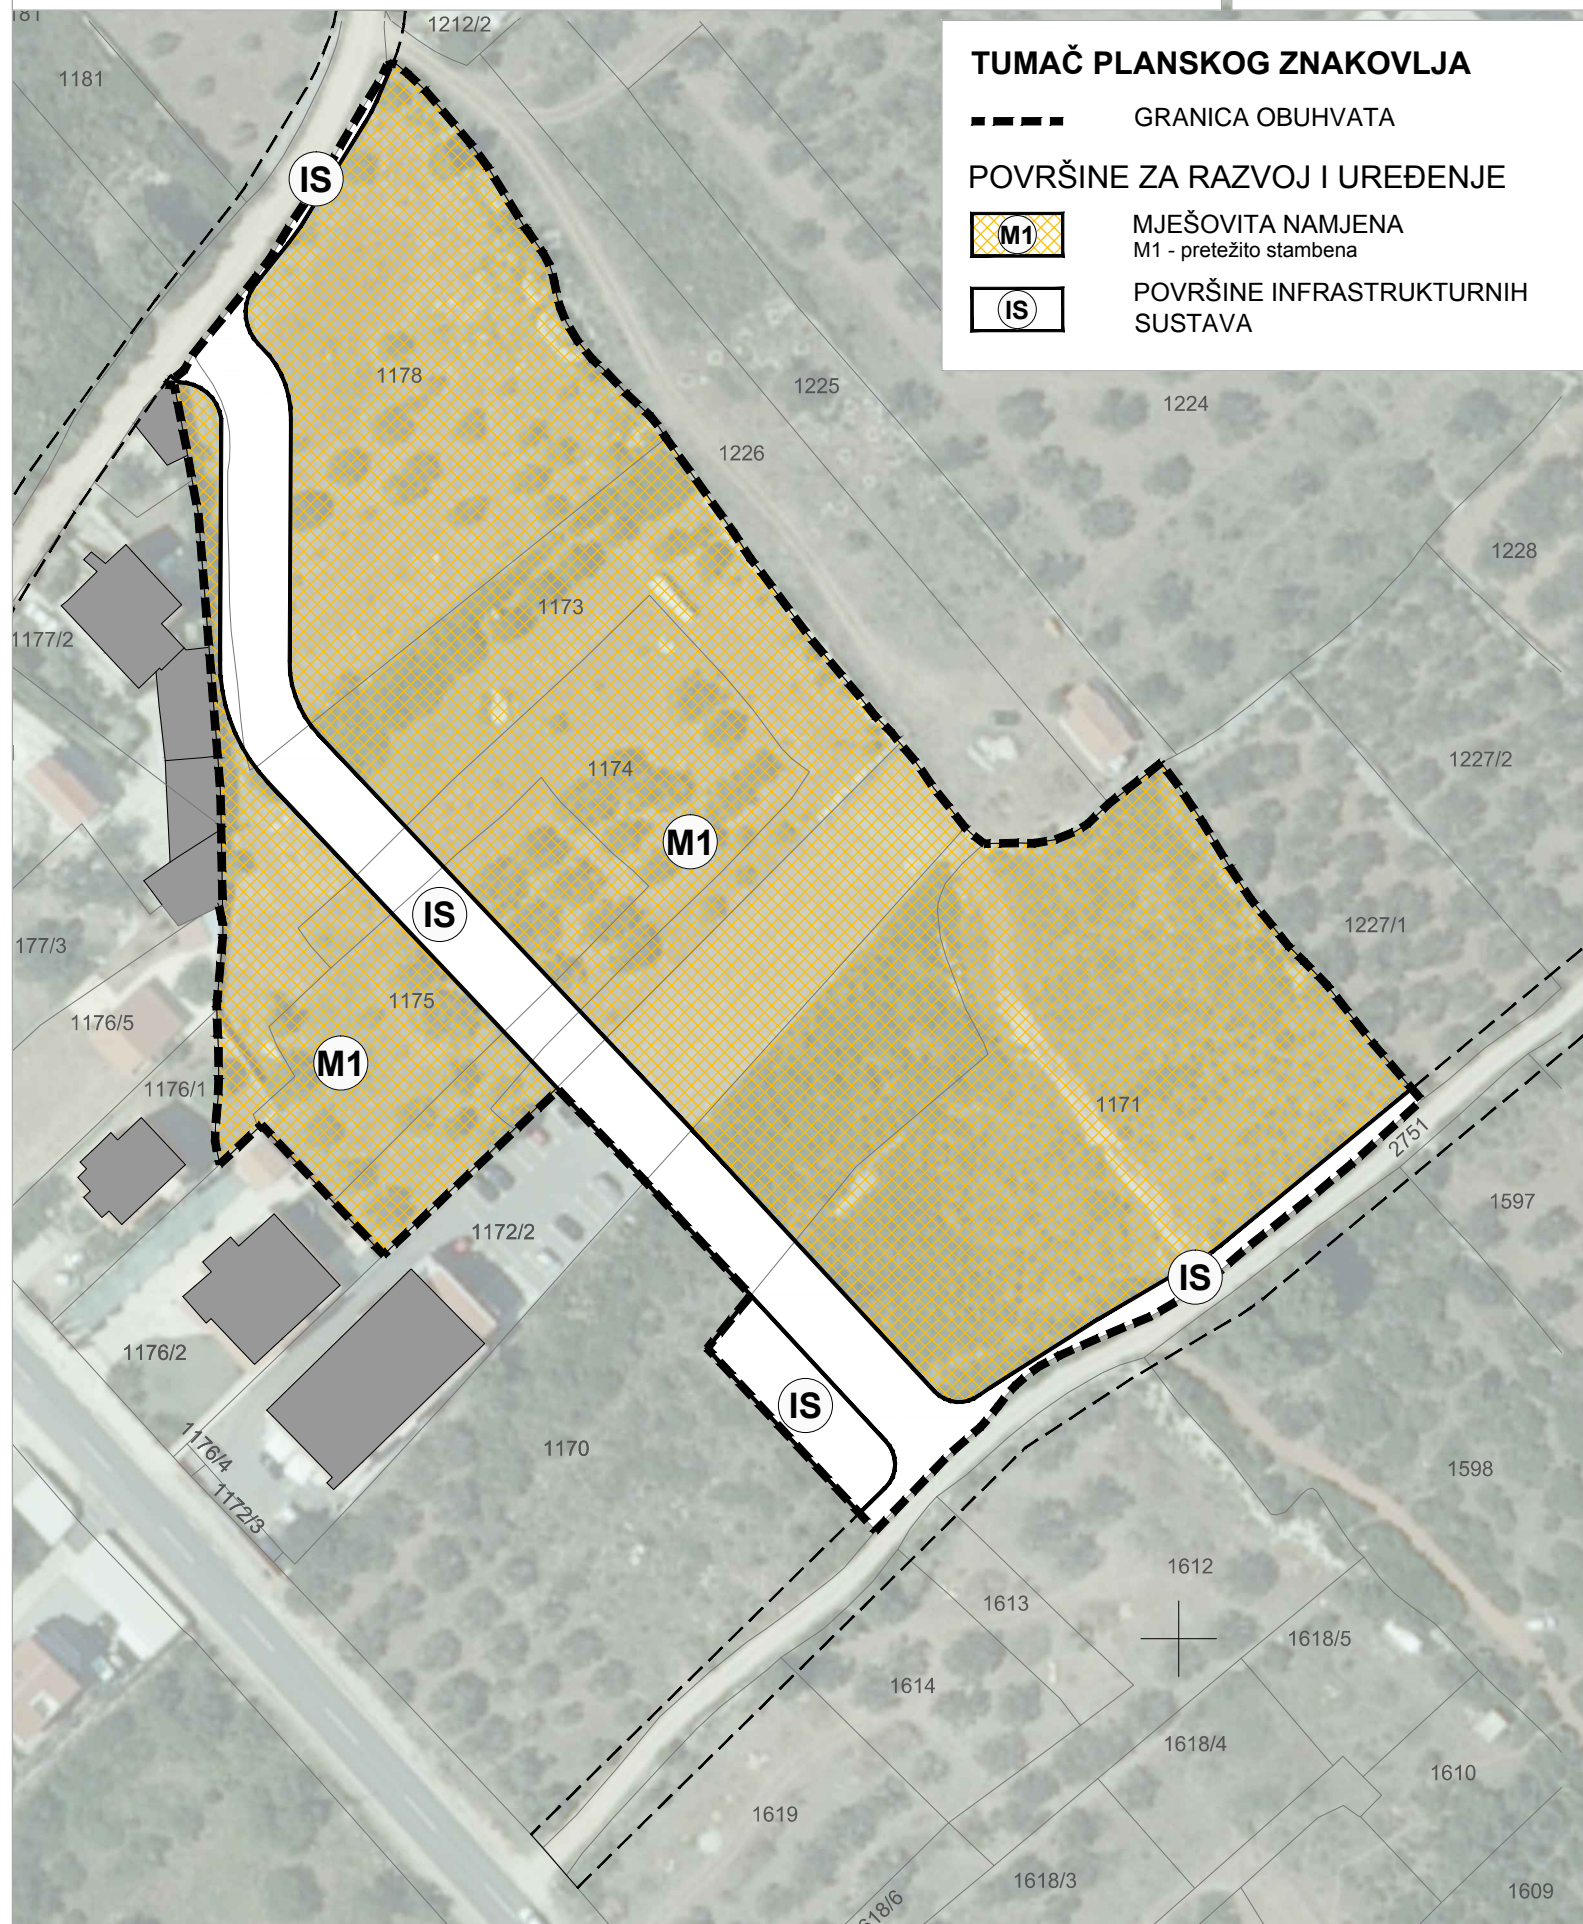 181
1212/2
1181
TUMAČ PLANSKOG ZNAKOVLJA
GRANICA OBUHVATA
POVRŠINE ZA RAZVOJ I UREĐENJE
M1
MJEŠOVITA NAMJENA
M1 - pretežito stambena
IS
POVRŠINE INFRASTRUKTURNIH
SUSTAVA
IS
1178
1225
1224
1226
1228
1173
1177/2
1174
1227/2
M1
IS
1227/1
177/3
1175
1176/5
M1
1176/1
1171
2751
1597
1172/2
IS
1176/2
IS
1170
1176/4
1598
1172/3
1612
1613
1618/5
1614
1618/4
1610
1619
1618/3
1609
618/6